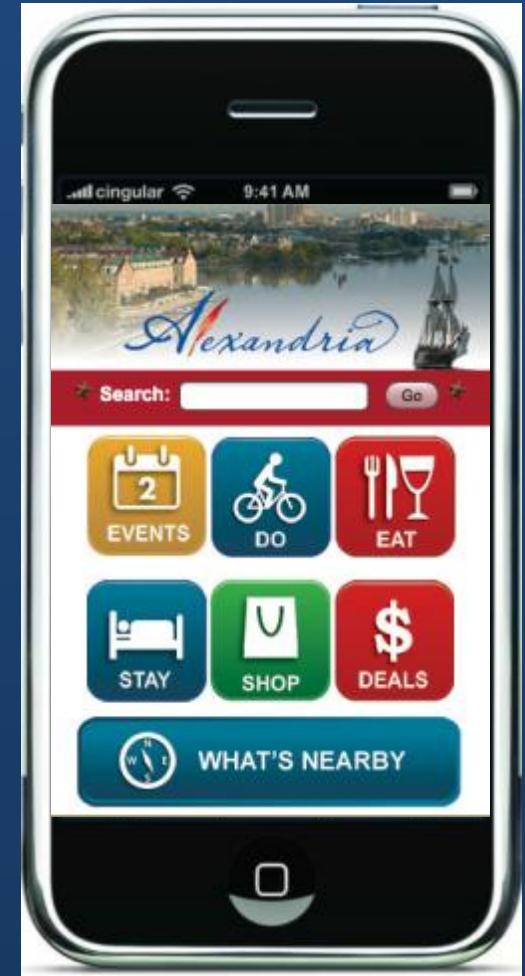 cingular 9:41 AM
Alexandria
Search: Go
2
EVENTS DO EAT
$
STAY SHOP DEALS
N
W E
S
WHAT'S NEARBY